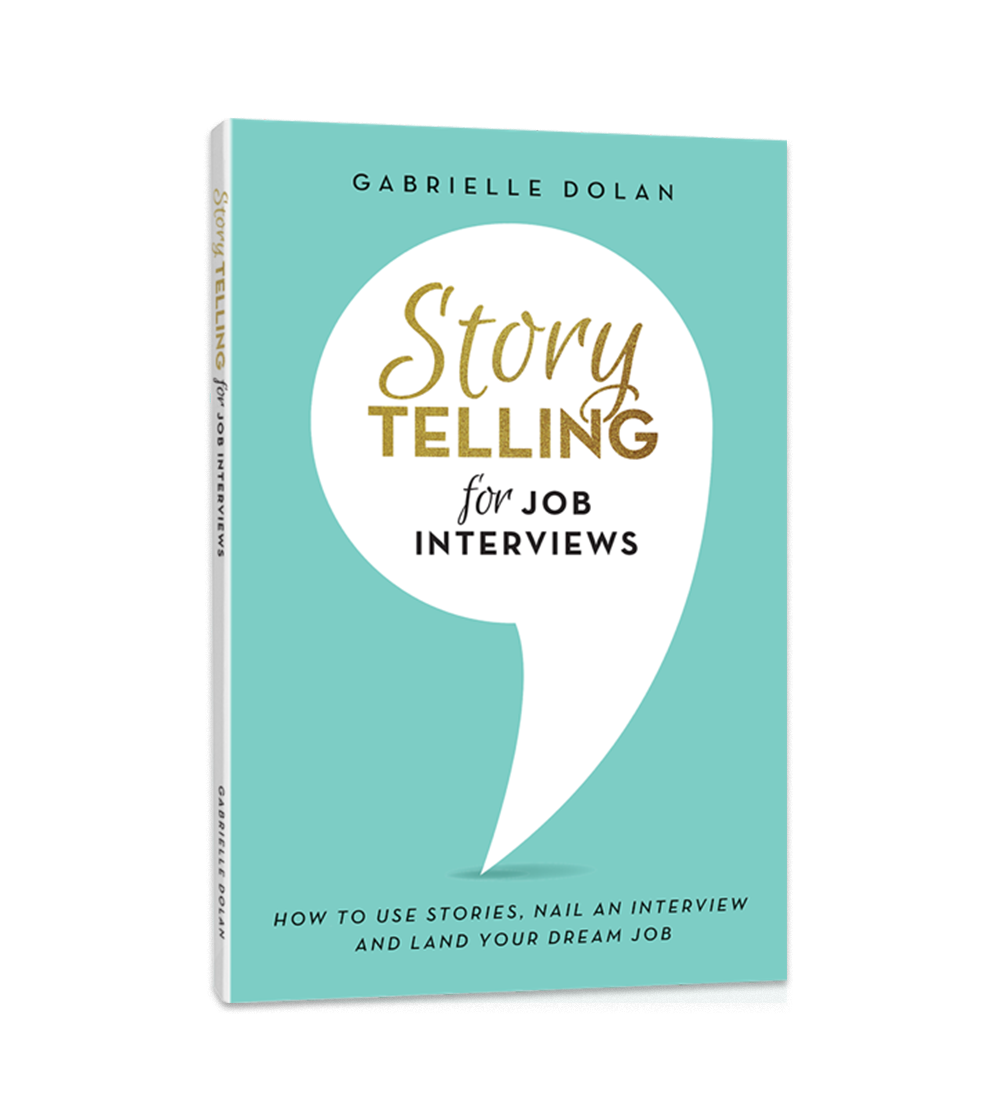 GABRIELLE DOLAN
Story
TELLING
for JOB
INTERVIEWS
HOW TO USE STORIES, NAIL AN INTERVIEW
AND LAND YOUR DREAM JOB
Story TELLING for JOB INTERVIEWS
GABRIELLE DOLAN